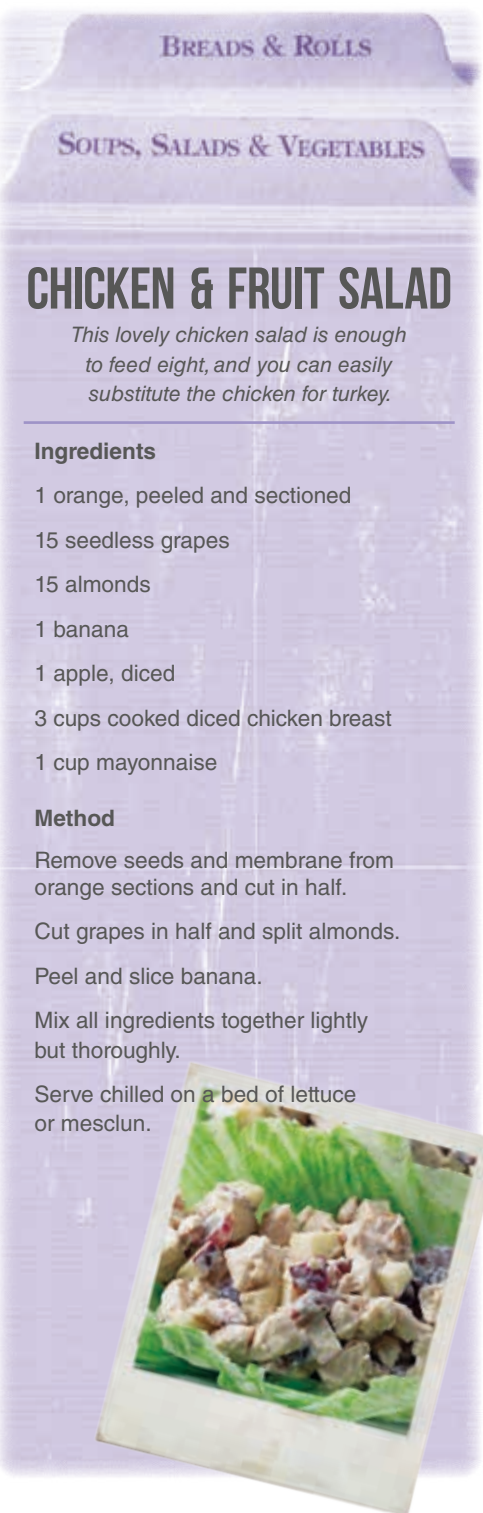 BREADS & ROLLS
SOUPS, SALADS & VEGETABLES
CHICKEN & FRUIT SALAD
This lovely chicken salad is enough
to feed eight, and you can easily
substitute the chicken for turkey.
Ingredients
1 orange, peeled and sectioned
15 seedless grapes
15 almonds
1 banana
1 apple, diced
3 cups cooked diced chicken breast
1 cup mayonnaise
Method
Remove seeds and membrane from
orange sections and cut in half.
Cut grapes in half and split almonds.
Peel and slice banana.
Mix all ingredients together lightly
but thoroughly.
Serve chilled on a bed of lettuce
or mesclun.